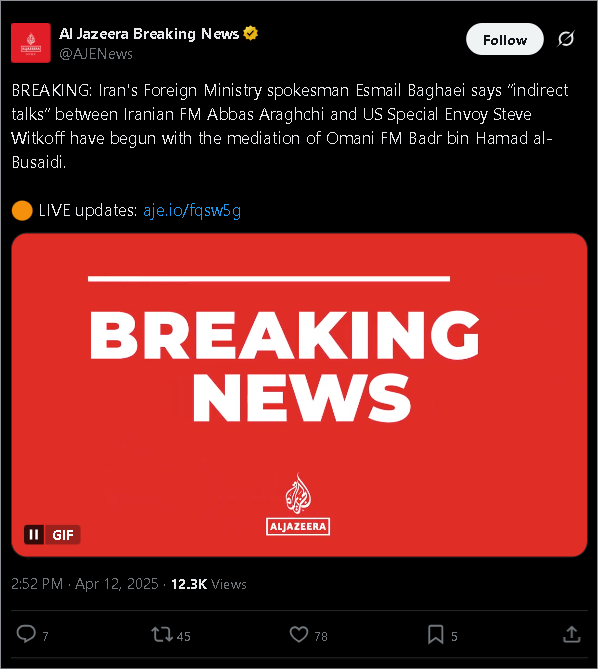 Al Jazeera Breaking News
@AJENews
Follow
BREAKING: Iran's Foreign Ministry spokesman Esmail Baghaei says “indirect
talks” between Iranian FM Abbas Araghchi and US Special Envoy Steve
Witkoff have begun with the mediation of Omani FM Badr bin Hamad al-
Busaidi.
LIVE updates: aje.io/fqsw5g
BREAKING
NEWS
ALJAZEERA
GIF
2:52 PM · Apr 12, 2025 · 12.3K Views
7 45 78 5